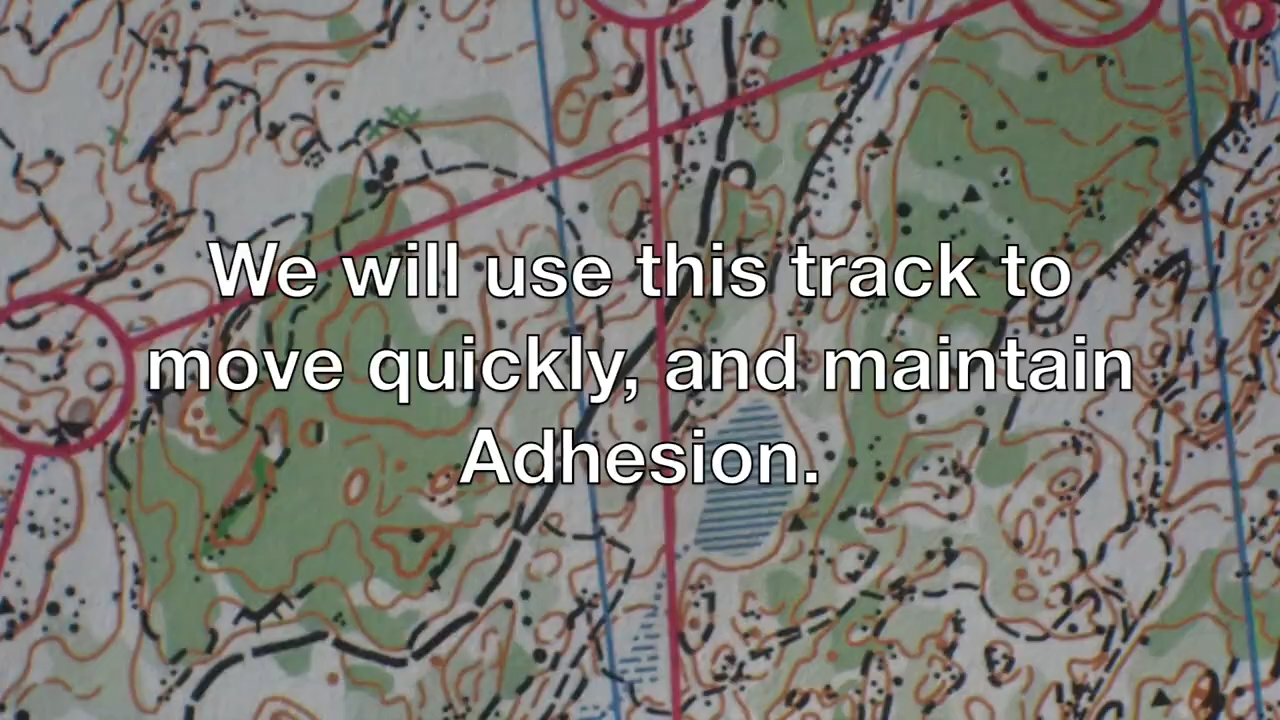 We will use this track to
move quickly, and maintain
Adhesion.